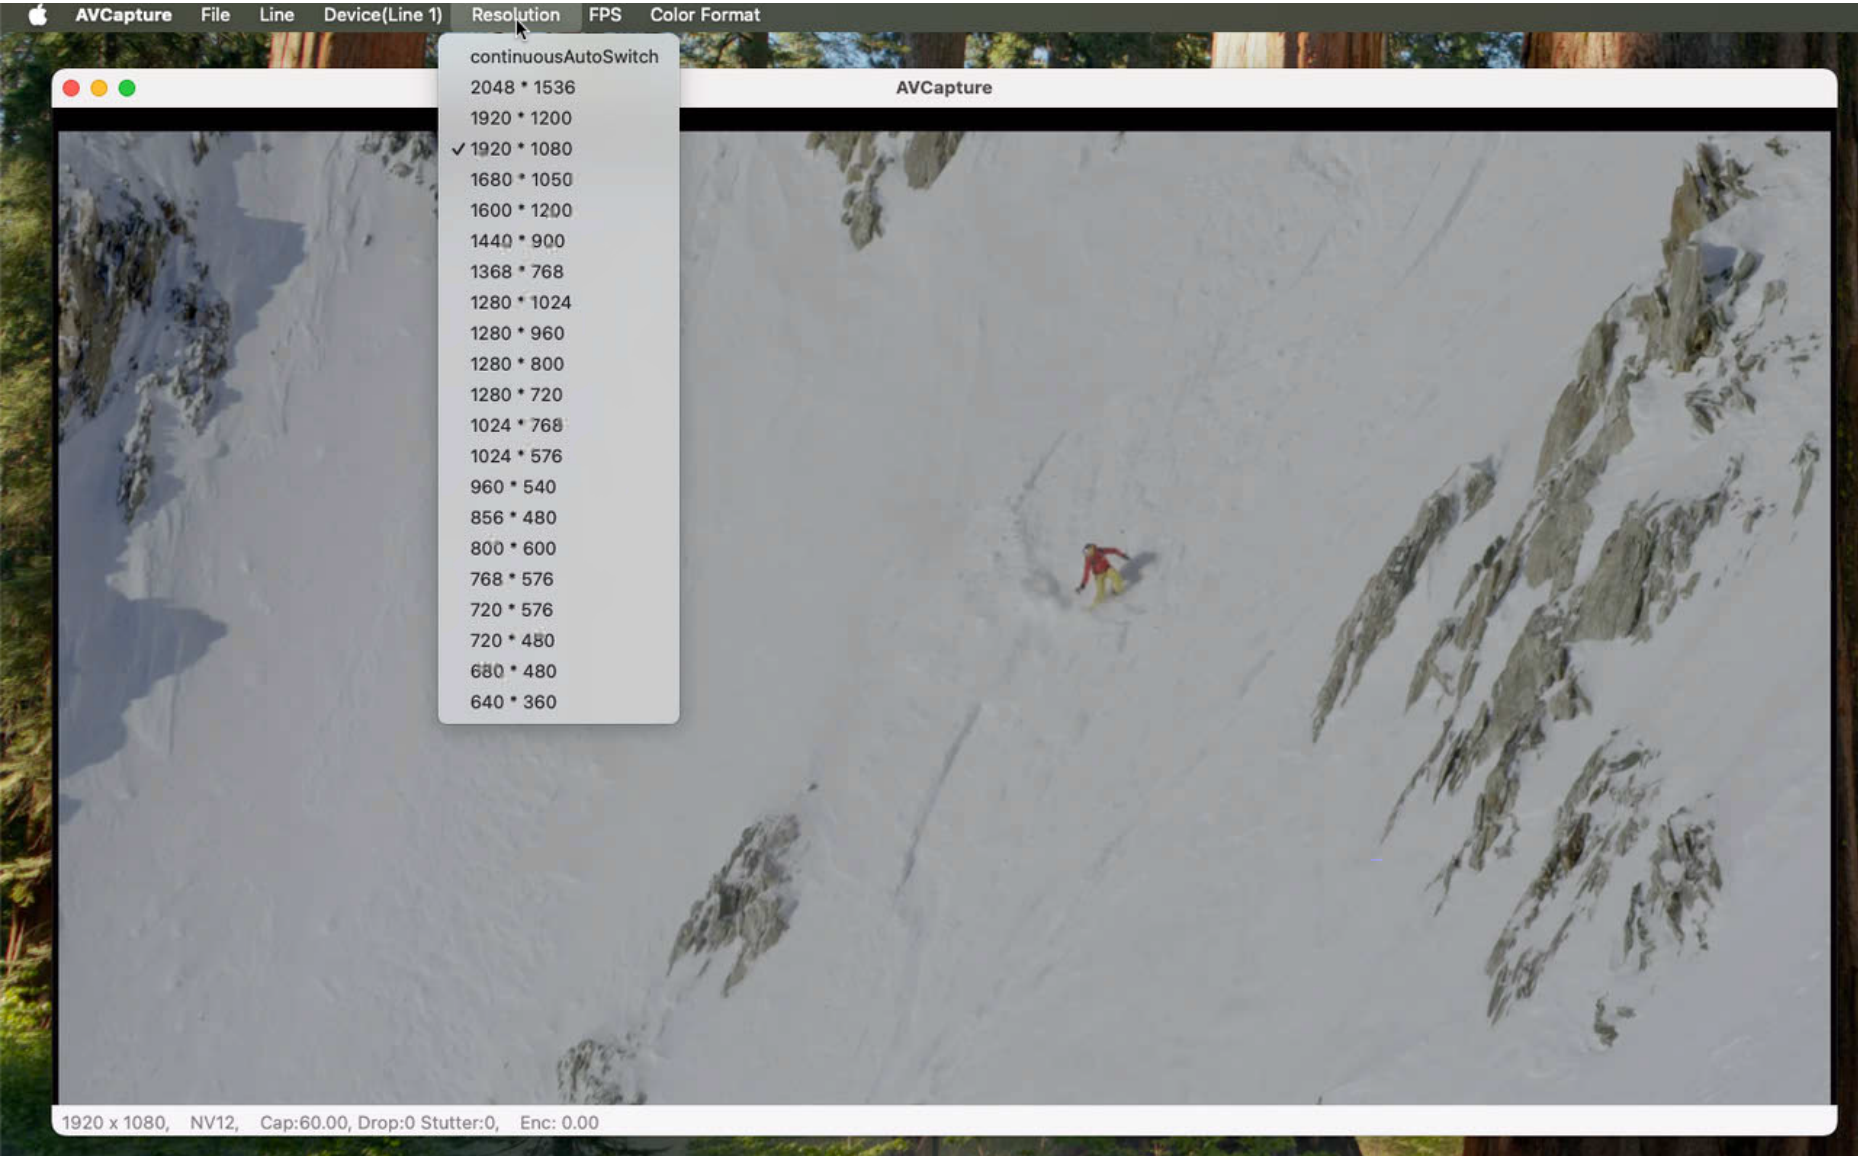 AVCapture File Line Device(Line 1) Resolution FPS Color Format
continuousAutoSwitch
2048 * 1536
1920 * 1200
✓ 1920 * 1080
1680 * 1050
1600 * 1200
1440 * 900
1368 * 768
1280 * 1024
1280 * 960
1280 * 800
1280 * 720
1024 * 768
1024 * 576
960 * 540
856 * 480
800 * 600
768 * 576
720 * 576
720 * 480
680 * 480
640 * 360
AVCapture
1920 x 1080, NV12, Cap:60.00, Drop:0 Stutter:0, Enc: 0.00